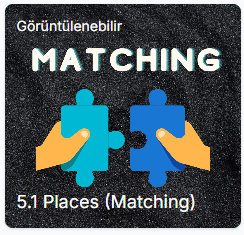 Görüntülenebilir
MATCHING
5.1 Places (Matching)